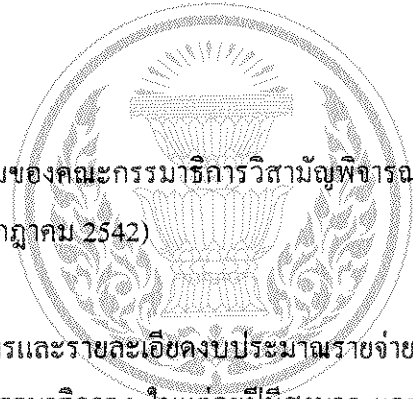 มของคณะกรรมาธิการวิสามัญพิจารณ
กฎาคม 2542)
รและรายละเอียดงบประมาณรายจ่าย